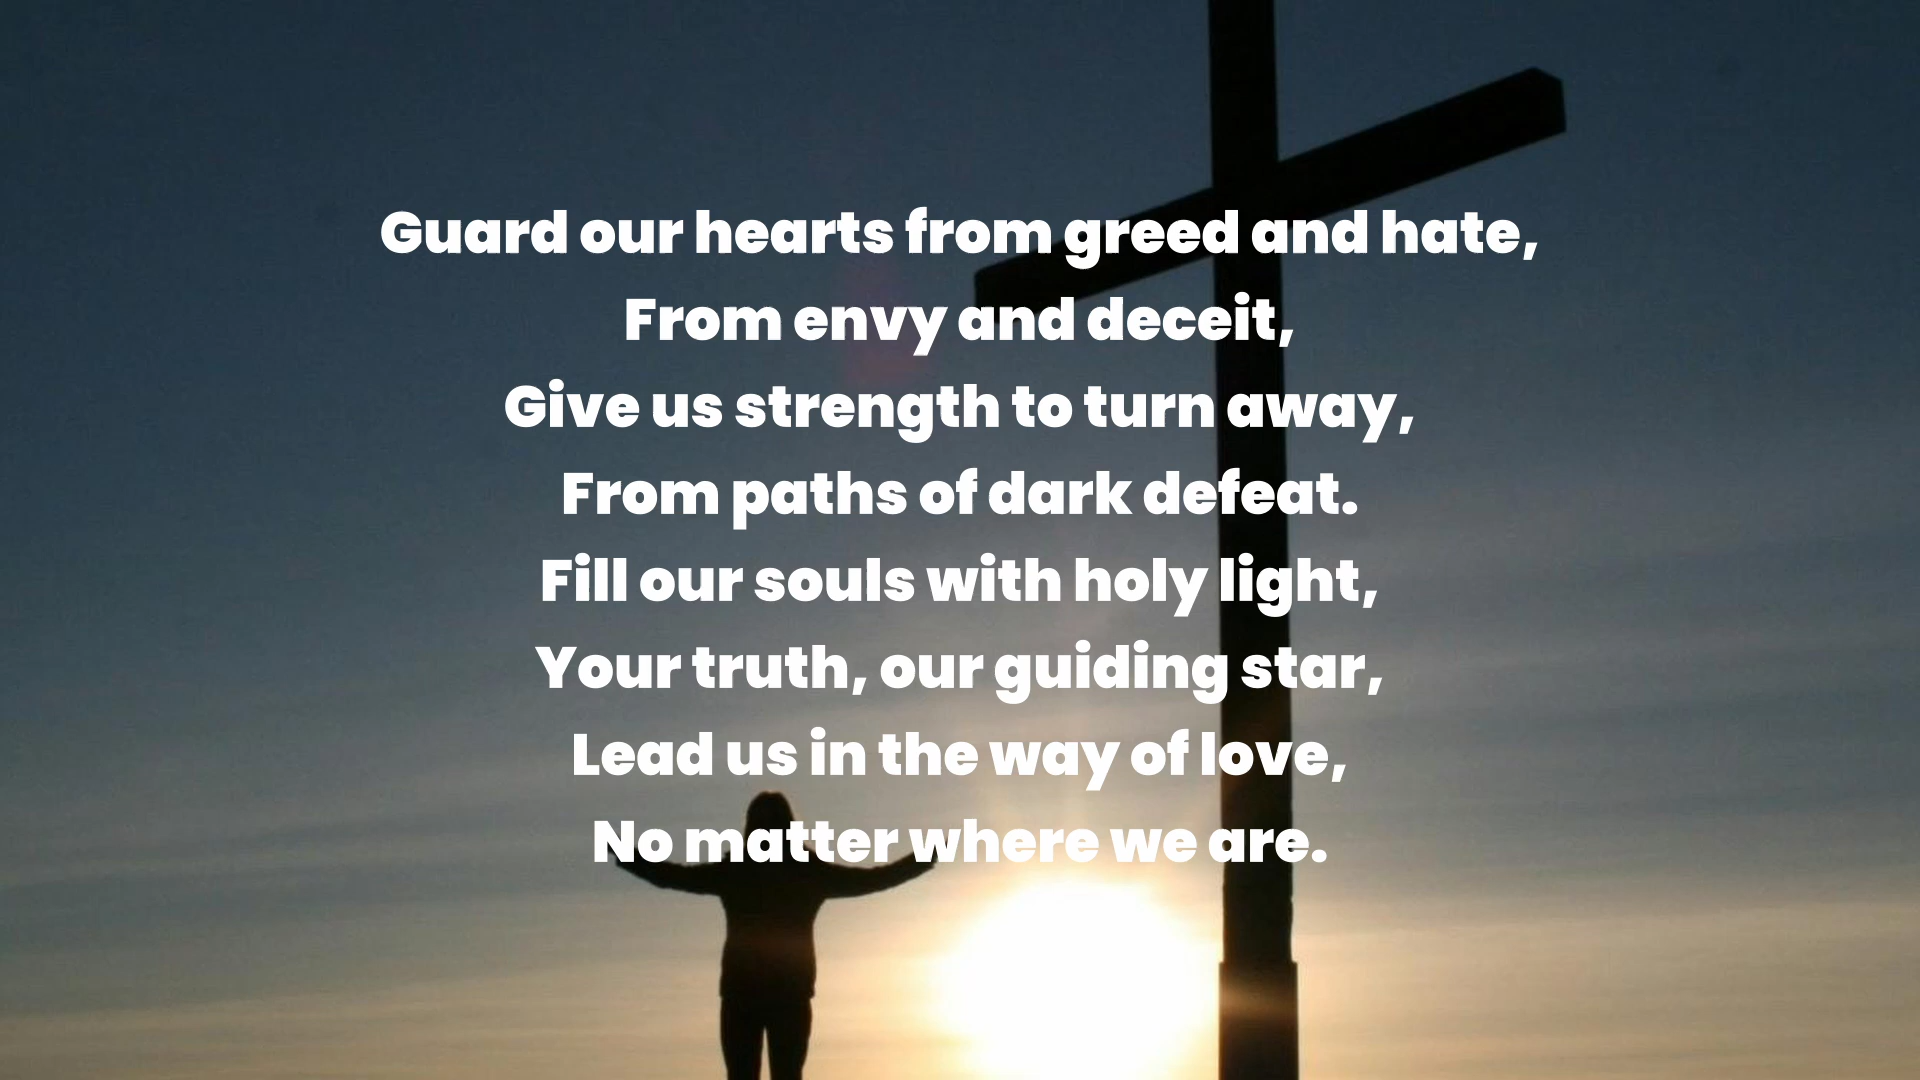 Guard our hearts from greed and hate,
From envy and deceit,
Give us strength to turn away,
From paths of dark defeat.
Fill our souls with holy light,
Your truth, our guiding star,
Lead us in the way of love,
No matter where we are.